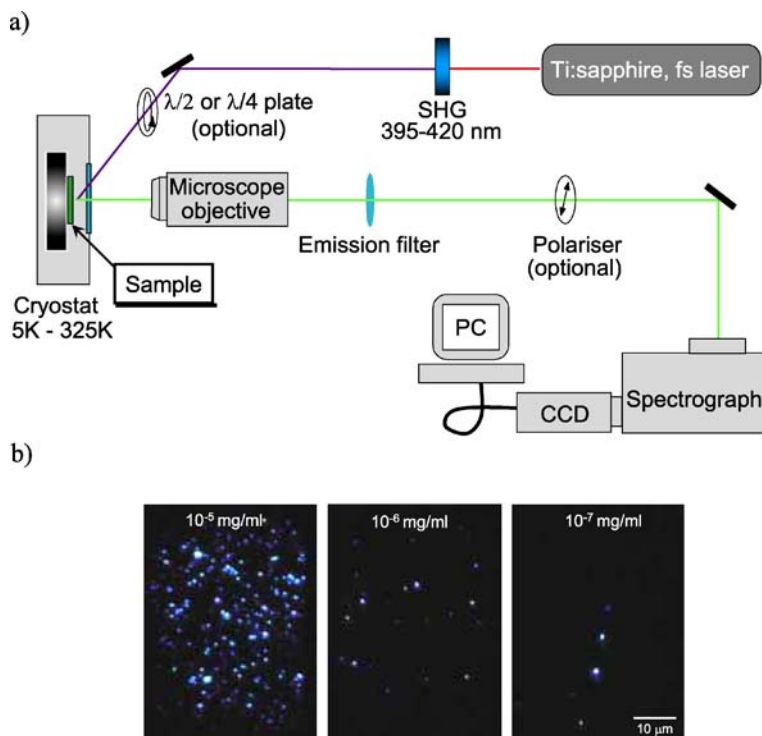 a)
Ti:sapphire, fs laser
SHG
395-420 nm
λ/2 or λ/4 plate
(optional)
Microscope
objective
Emission filter
Polariser
(optional)
Sample
Cryostat
5K - 325K
PC
CCD
Spectrograph
b)
10⁻⁵ mg/ml
10⁻⁶ mg/ml
10⁻⁷ mg/ml
10 μm